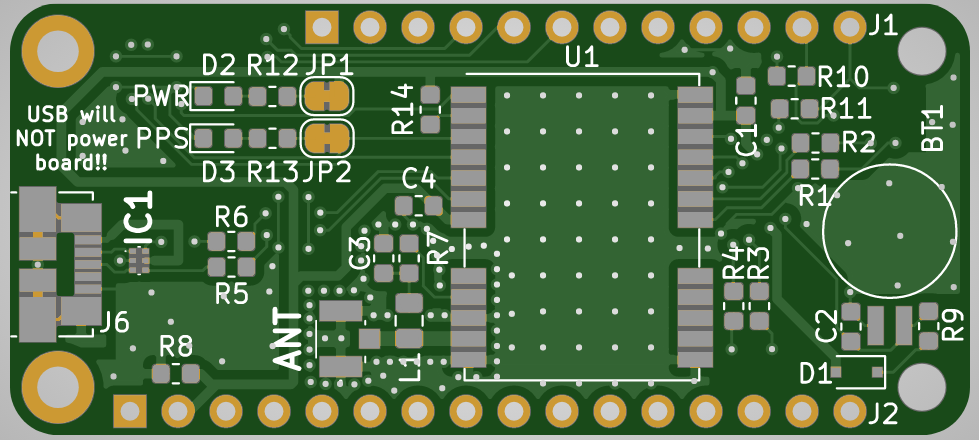 J1
U1
D2 R12 JP1
PWR
R14
R10
R11
USB will
NOT power
board!!
PPS
C1
R2
BT1
D3 R13 JP2
C4
R1
IC1
R6
C3
R7
R5
R4
R3
J6
ANT
C2
R9
R8
L1
D1
J2